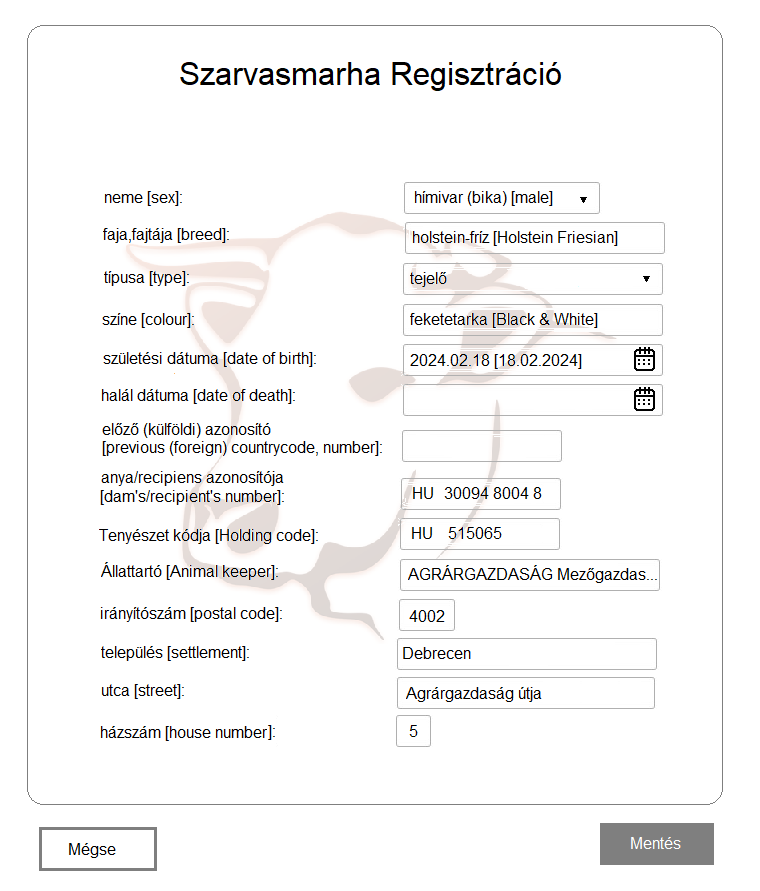 Szarvasmarha Regisztráció
neme [sex]: hímivar (bika) [male]
faja,fajtája [breed]: holstein-fríz [Holstein Friesian]
típusa [type]: tejelő
színe [colour]: feketetarka [Black & White]
születési dátuma [date of birth]: 2024.02.18 [18.02.2024]
halál dátuma [date of death]:
előző (külföldi) azonosító
[previous (foreign) countrycode, number]:
anya/recipiens azonosítója
[dam's/recipient's number]: HU 30094 8004 8
Tenyészet kódja [Holding code]: HU 515065
Állattartó [Animal keeper]: AGRÁRGAZDASÁG Mezőgazdas...
irányítószám [postal code]: 4002
település [settlement]: Debrecen
utca [street]: Agrárgazdaság útja
házszám [house number]: 5
Mégse Mentés